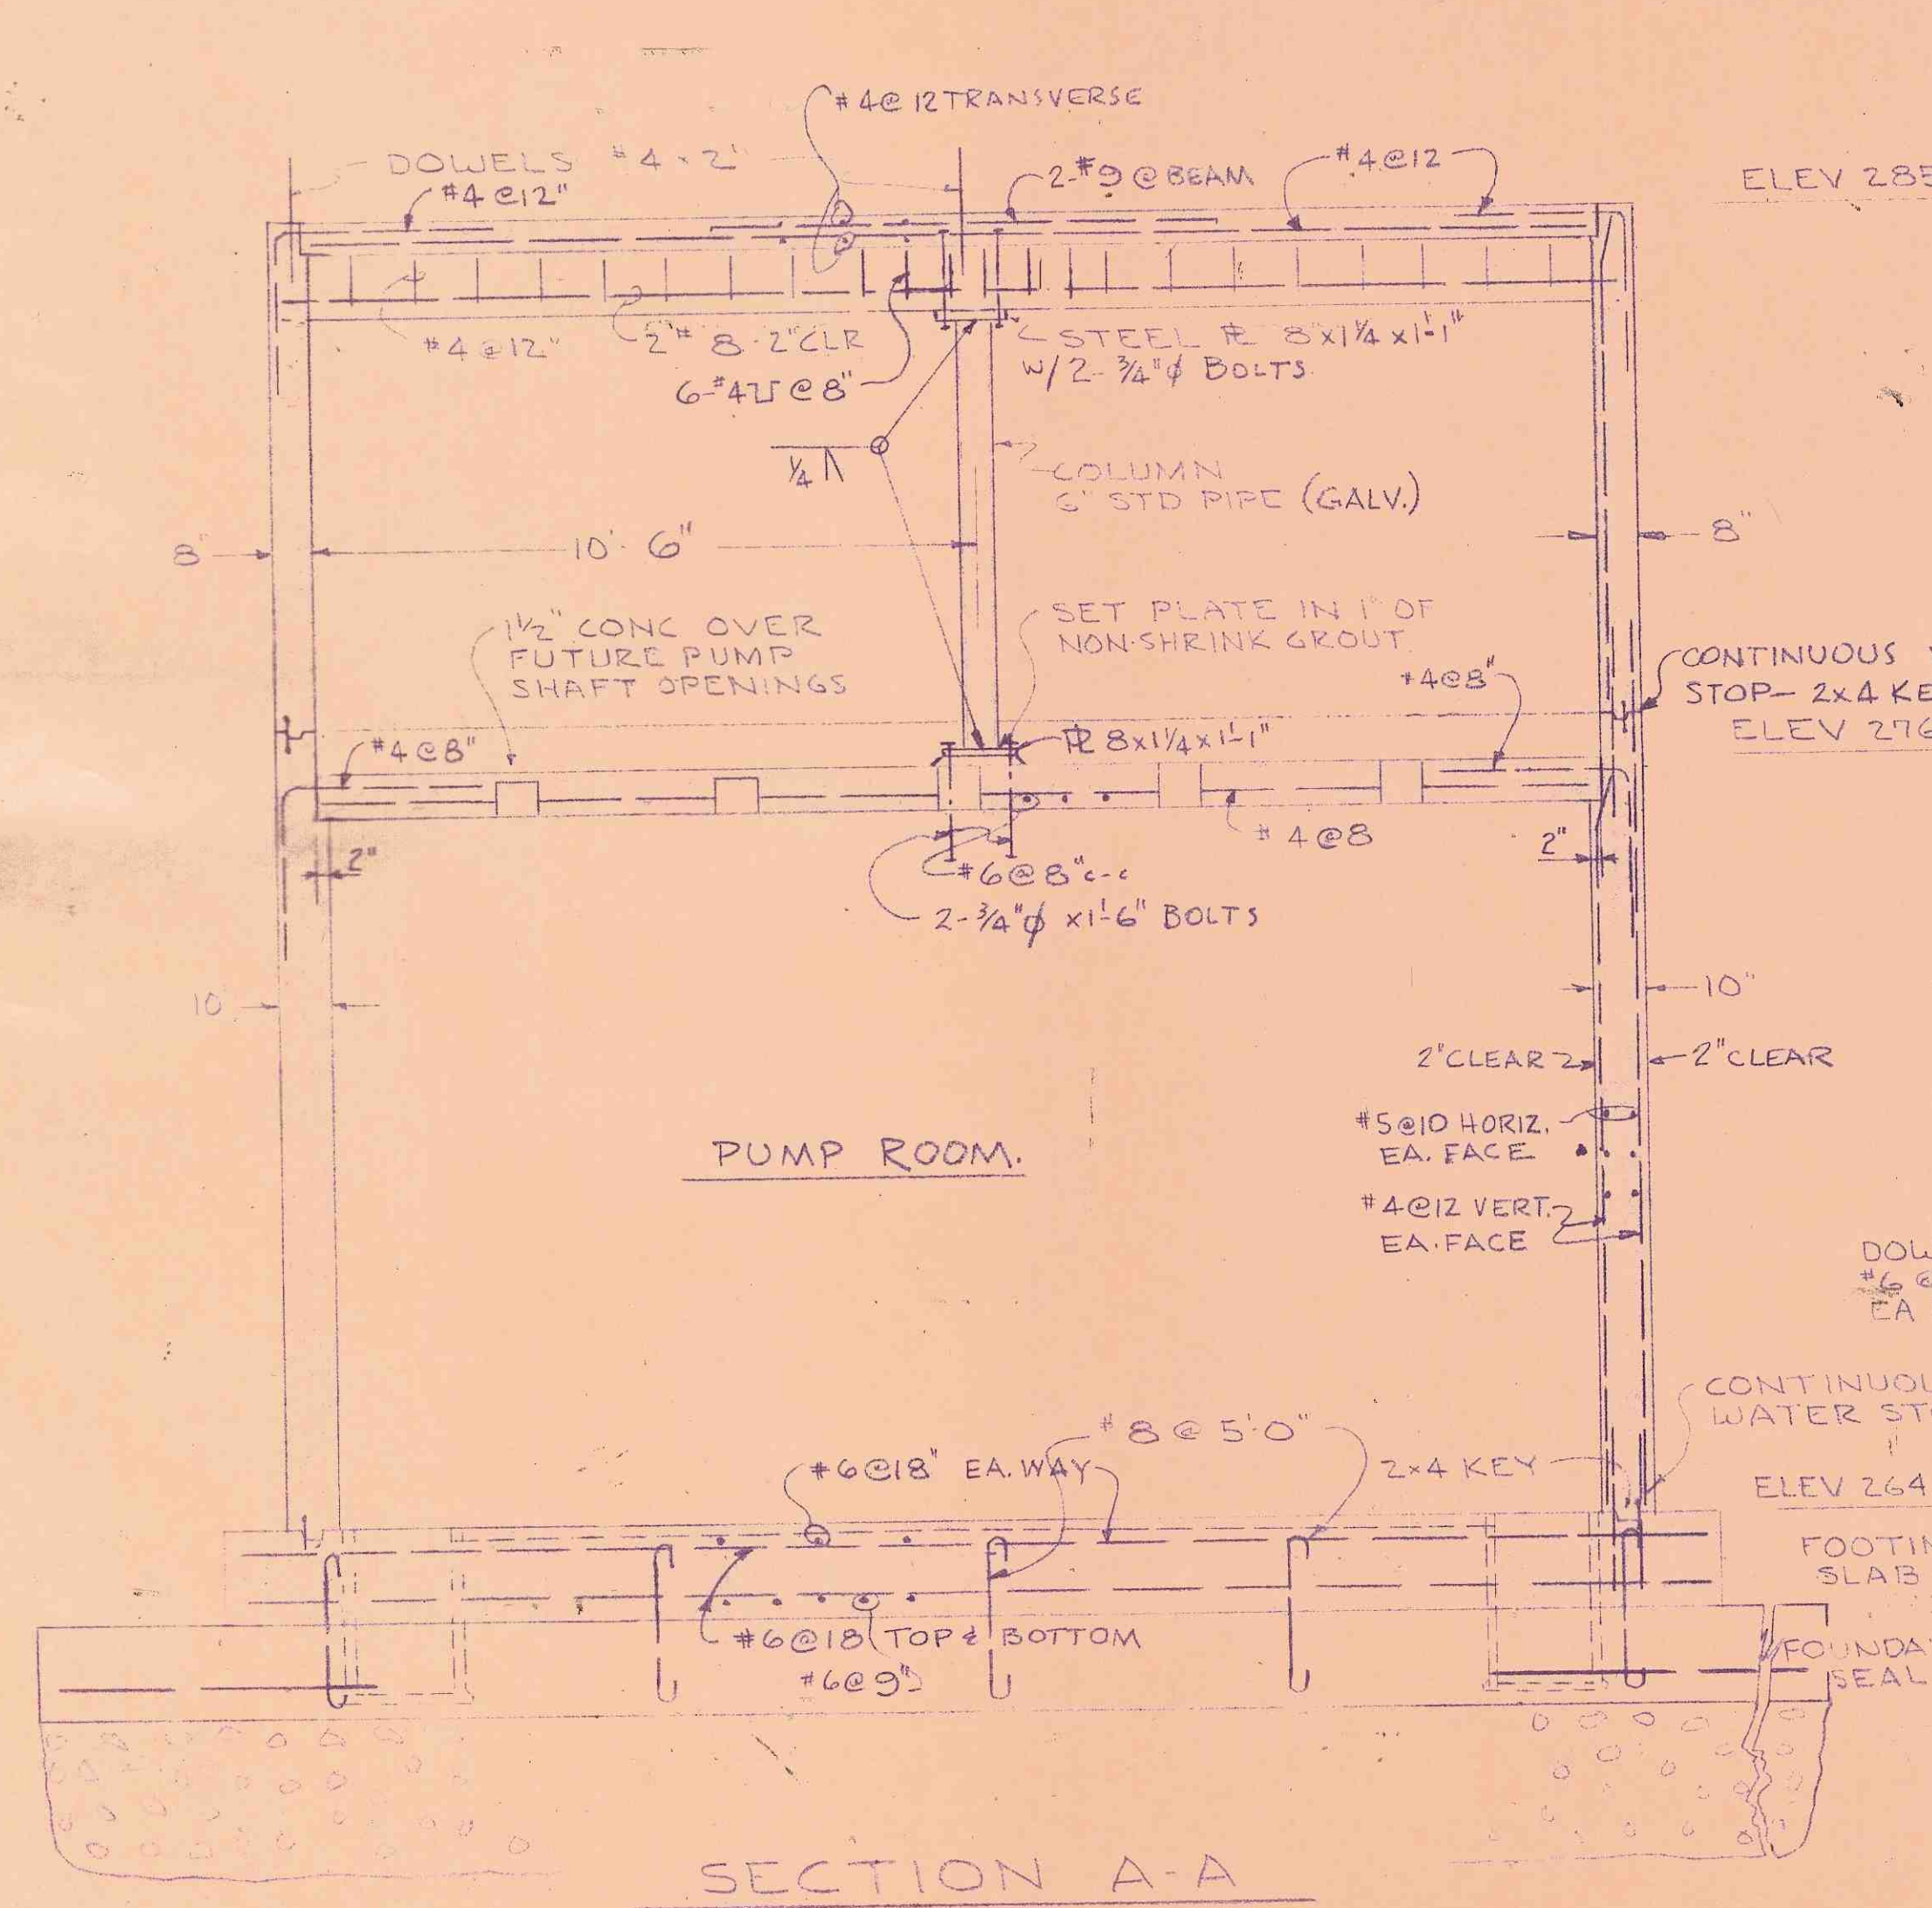 #4@12 TRANSVERSE
DOWELS #4 x 2'
#4@12"
2-#9 @ BEAM
#4@12
ELEV 285
#4@12"
2 #8 - 2" CLR
6-#4 @8"
STEEL PL 8x1¼x1'-1"
W/2-¾"φ BOLTS.
¼
COLUMN
6" STD PIPE (GALV.)
8"
10'-6"
8"
1½" CONC OVER
FUTURE PUMP
SHAFT OPENINGS
SET PLATE IN 1" OF
NON-SHRINK GROUT.
#4@8"
CONTINUOUS
STOP- 2x4 KE
ELEV 276
#4@8"
PL 8x1¼x1'-1"
#4@8
2"
2"
#6@8" c-c
2-¾"φ x1'-6" BOLTS
10
10"
2" CLEAR
2" CLEAR
#5@10 HORIZ.
EA. FACE
PUMP ROOM.
#4@12 VERT.
EA. FACE
DOW
#6 @
EA
CONTINUOU
WATER ST
#8 @ 5'-0"
#6@18" EA. WAY
2x4 KEY
ELEV 264
FOOTIN
SLAB
#6@18 TOP & BOTTOM
#6@9"
FOUNDA
SEAL
SECTION A-A